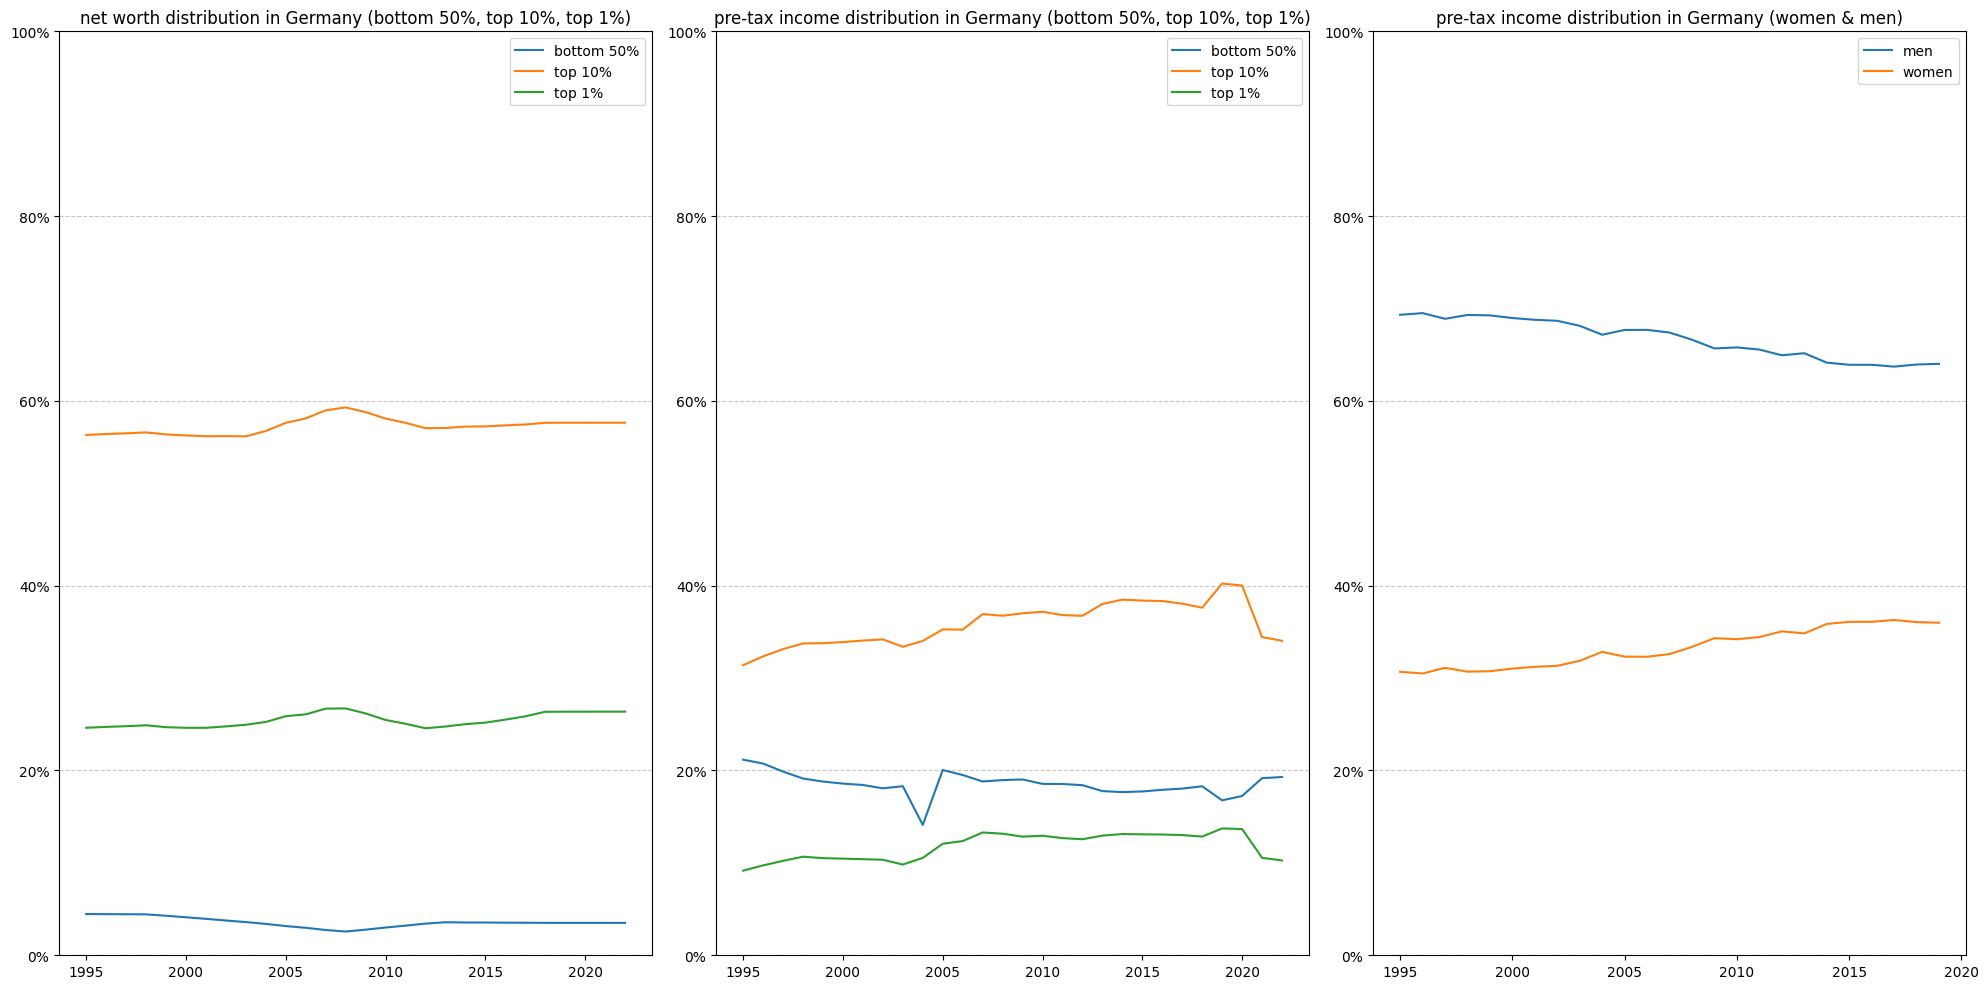 net worth distribution in Germany (bottom 50%, top 10%, top 1%)
100%
80%
60%
40%
20%
0%
1995 2000 2005 2010 2015 2020
bottom 50%
top 10%
top 1%
pre-tax income distribution in Germany (bottom 50%, top 10%, top 1%)
100%
80%
60%
40%
20%
0%
1995 2000 2005 2010 2015 2020
bottom 50%
top 10%
top 1%
pre-tax income distribution in Germany (women & men)
100%
80%
60%
40%
20%
0%
1995 2000 2005 2010 2015 2020
men
women